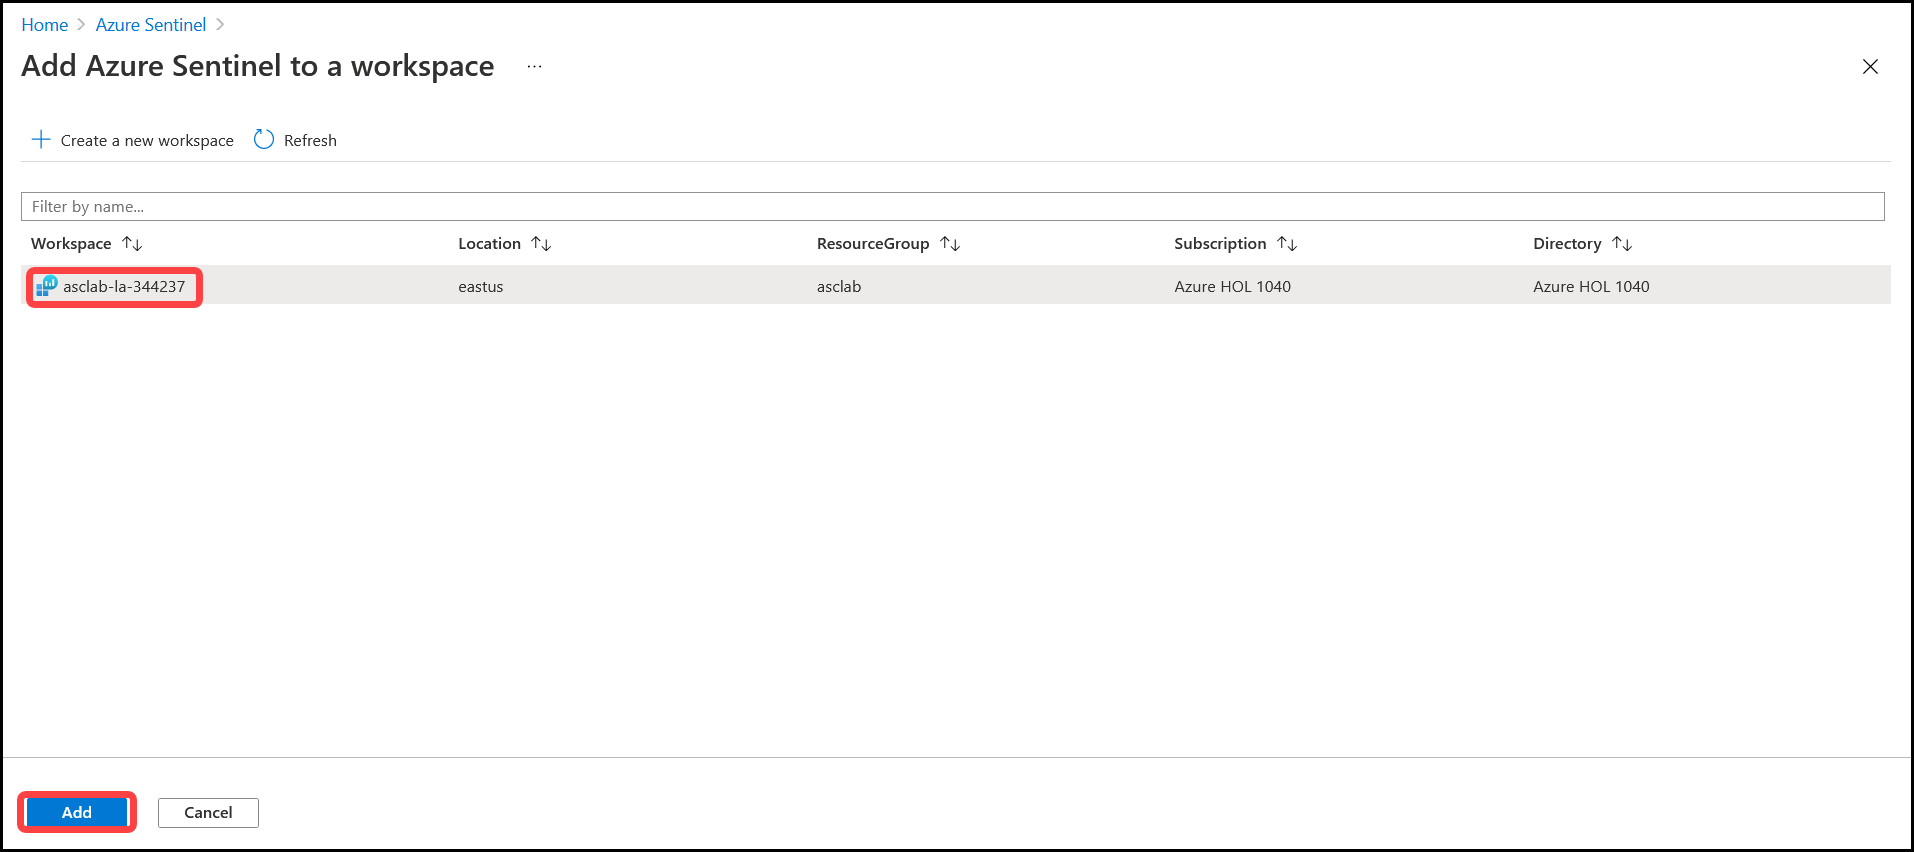 Home > Azure Sentinel >
Add Azure Sentinel to a workspace ...
Create a new workspace Refresh
Filter by name...
Workspace Location ResourceGroup Subscription Directory
asclab-la-344237 eastus asclab Azure HOL 1040 Azure HOL 1040
Add Cancel